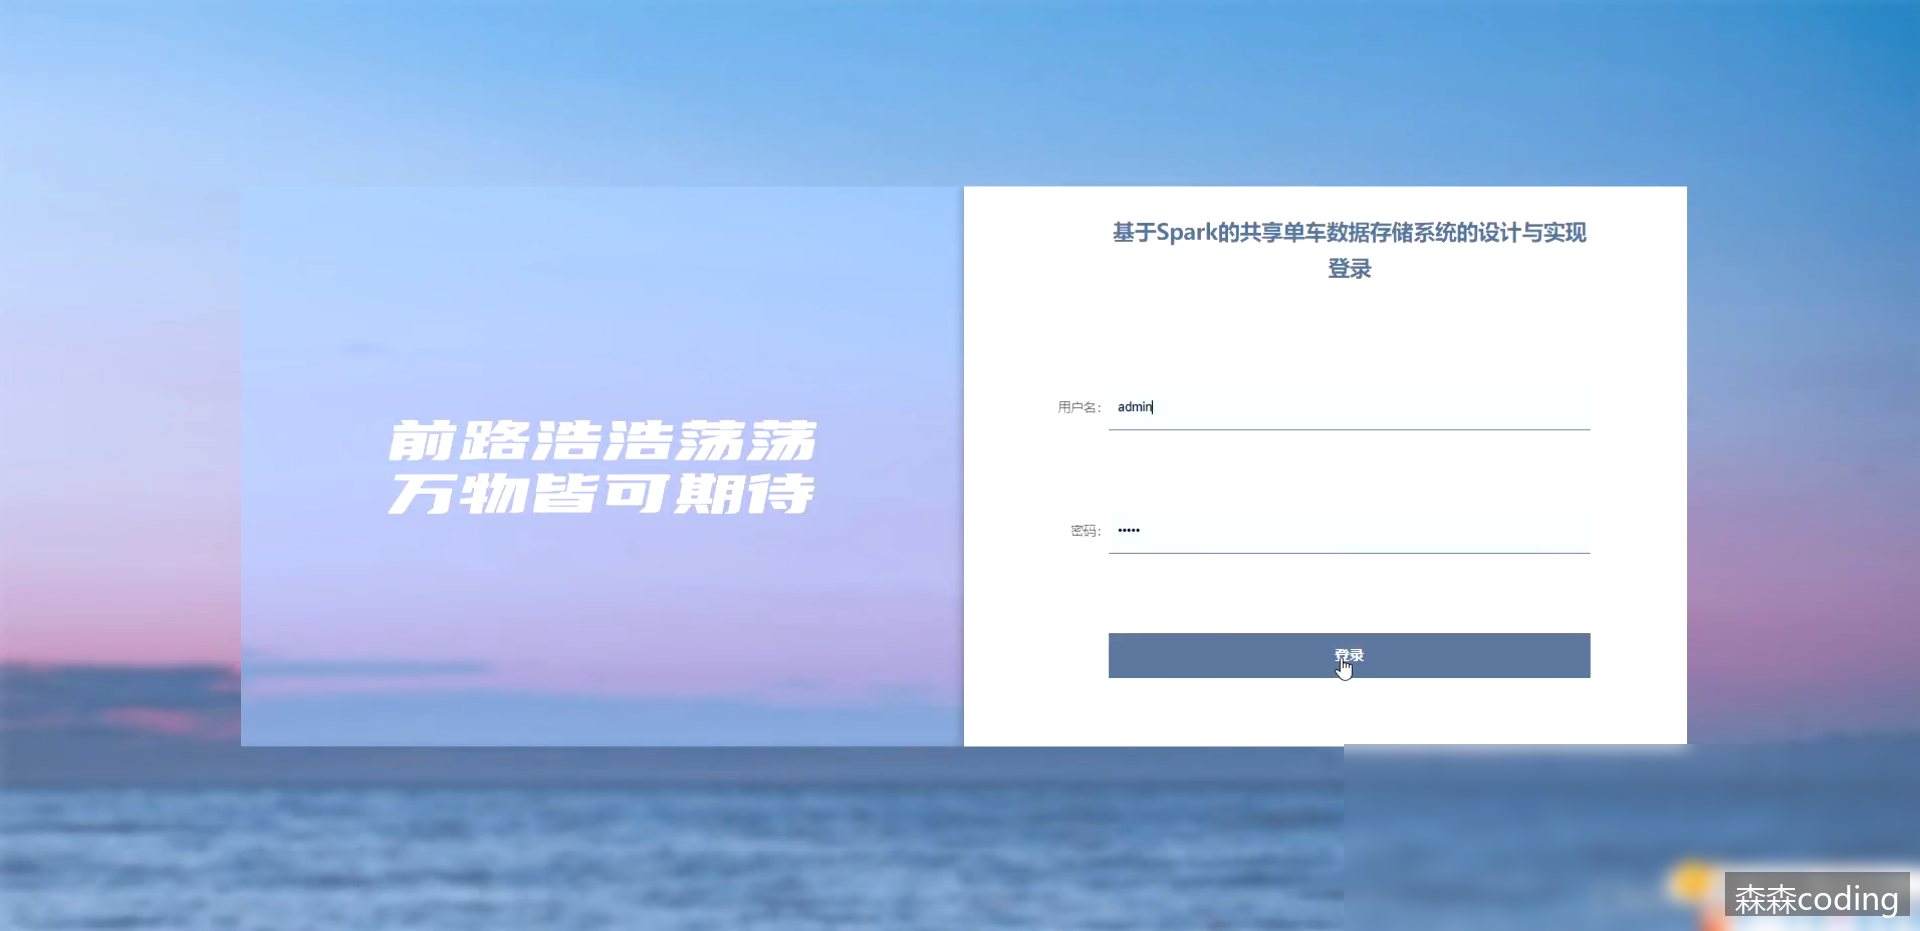 前路浩浩荡荡
万物皆可期待
基于Spark的共享单车数据存储系统的设计与实现
登录
用户名：
admin
密码：
•••••
登录
森森coding